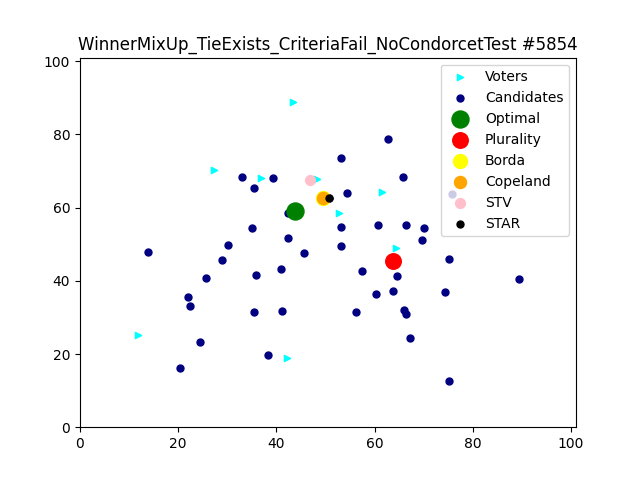 WinnerMixUp_TieExists_CriteriaFail_NoCondorcetTest #5854
100
80
60
40
20
0
0 20 40 60 80 100
Voters
Candidates
Optimal
Plurality
Borda
Copeland
STV
STAR